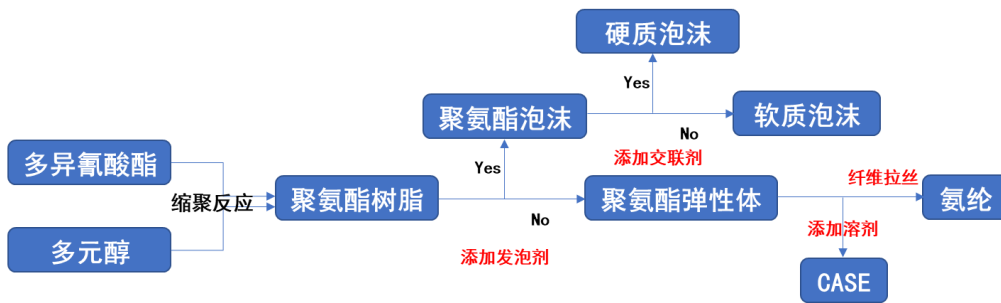 硬质泡沫
Yes
聚氨酯泡沫
软质泡沫
No
添加交联剂
多异氰酸酯
Yes
纤维拉丝
缩聚反应
聚氨酯树脂
聚氨酯弹性体
氨纶
No
添加溶剂
多元醇
添加发泡剂
CASE